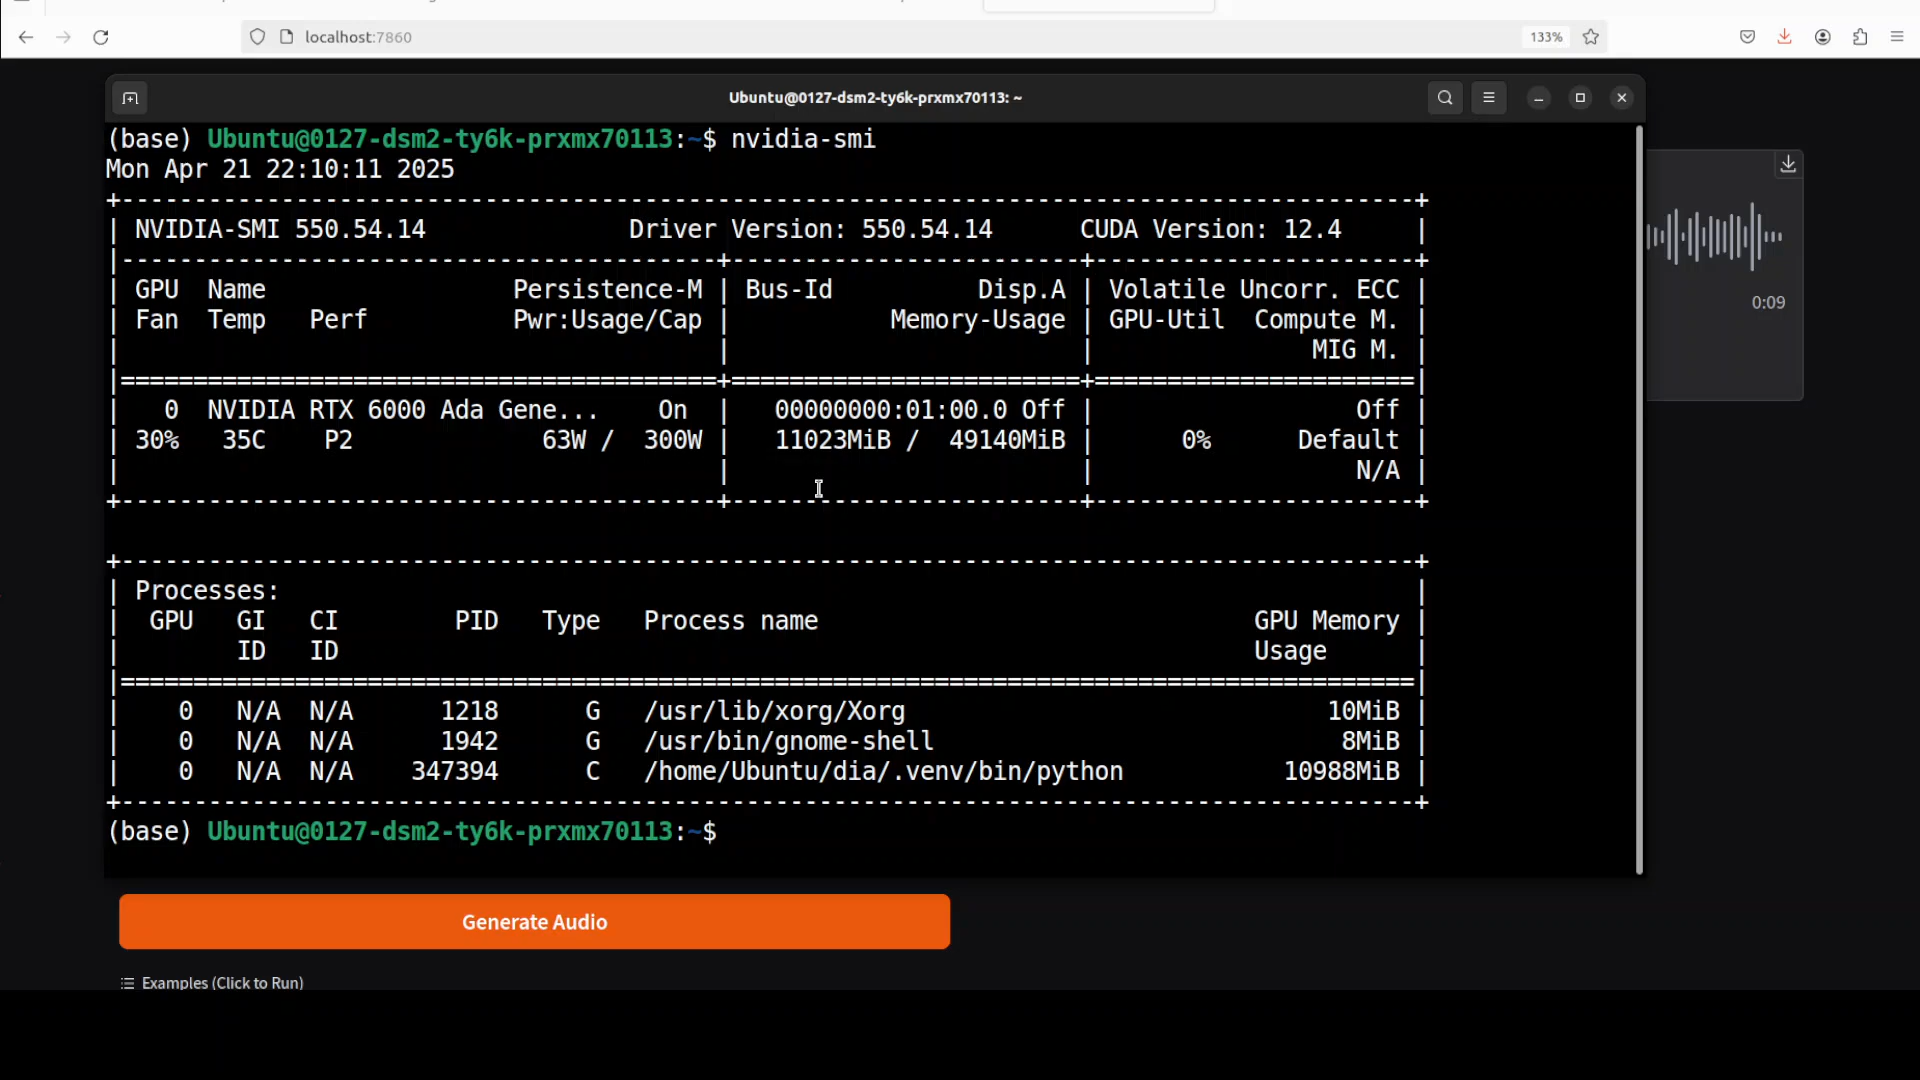 localhost:7860
133%
Ubuntu@0127-dsm2-ty6k-prxmx70113: ~
(base) Ubuntu@0127-dsm2-ty6k-prxmx70113:~$ nvidia-smi
Mon Apr 21 22:10:11 2025
+-----------------------------------------------------------------------------------------+
| NVIDIA-SMI 550.54.14              Driver Version: 550.54.14      CUDA Version: 12.4     |
|-----------------------------------------+------------------------+----------------------+
| GPU  Name                 Persistence-M | Bus-Id          Disp.A | Volatile Uncorr. ECC |
| Fan  Temp   Perf          Pwr:Usage/Cap |           Memory-Usage | GPU-Util  Compute M. |
|                                         |                        |               MIG M. |
|=========================================+========================+======================|
|   0  NVIDIA RTX 6000 Ada Gene...    On  |   00000000:01:00.0 Off |                  Off |
| 30%   35C    P2             63W /  300W |   11023MiB /  49140MiB |      0%      Default |
|                                         |                        |                  N/A |
+-----------------------------------------+------------------------+----------------------+
+-----------------------------------------------------------------------------------------+
| Processes:                                                                              |
|  GPU   GI   CI        PID   Type   Process name                              GPU Memory |
|        ID   ID                                                               Usage      |
|=========================================================================================|
|    0   N/A  N/A      1218      G   /usr/lib/xorg/Xorg                             10MiB |
|    0   N/A  N/A      1942      G   /usr/bin/gnome-shell                            8MiB |
|    0   N/A  N/A    347394      C   /home/Ubuntu/dia/.venv/bin/python           10988MiB |
+-----------------------------------------------------------------------------------------+
(base) Ubuntu@0127-dsm2-ty6k-prxmx70113:~$
0:09
Generate Audio
Examples (Click to Run)